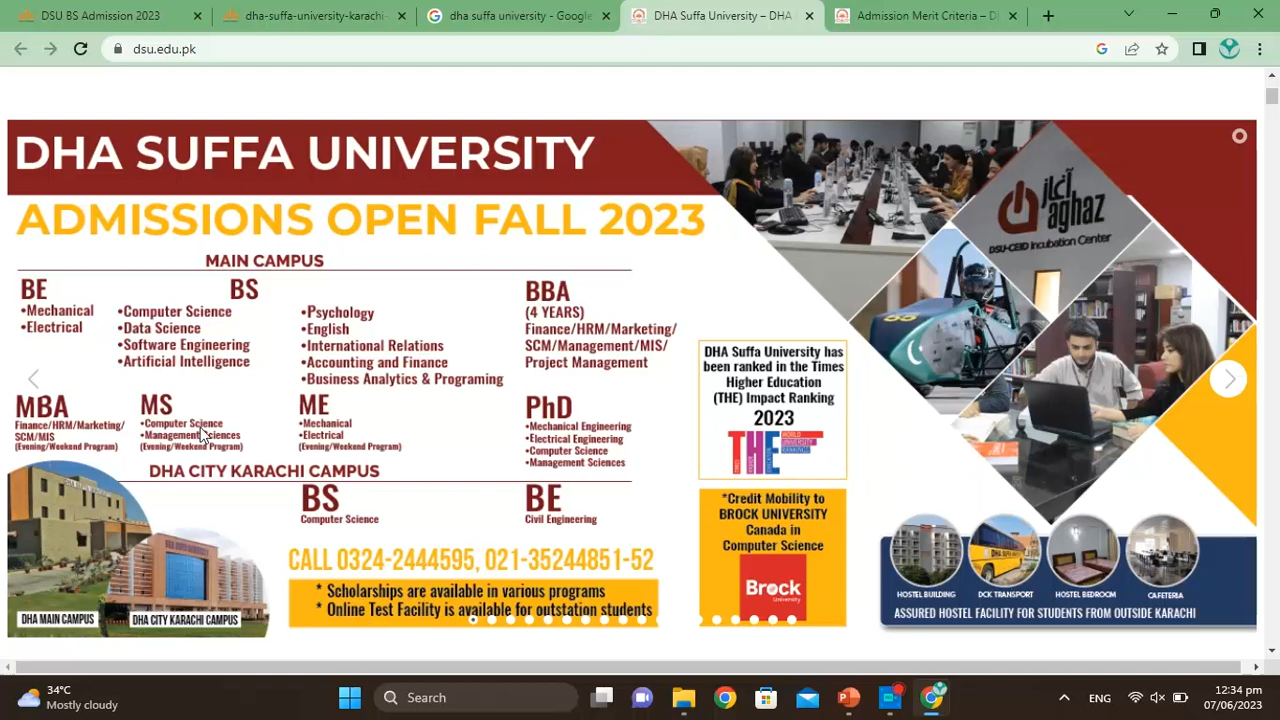 DSU BS Admission 2023
dha-suffa-university-karachi-
dha suffa university - Google
DHA Suffa University – DHA
Admission Merit Criteria – D
dsu.edu.pk
DHA SUFFA UNIVERSITY
ADMISSIONS OPEN FALL 2023
MAIN CAMPUS
BE
•Mechanical
•Electrical
BS
•Computer Science
•Data Science
•Software Engineering
•Artificial Intelligence
•Psychology
•English
•International Relations
•Accounting and Finance
•Business Analytics & Programing
BBA
(4 YEARS)
Finance/HRM/Marketing/
SCM/Management/MIS/
Project Management
MBA
Finance/HRM/Marketing/
SCM/MIS
(Evening/Weekend Program)
MS
•Computer Science
•Management Sciences
(Evening/Weekend Program)
ME
•Mechanical
•Electrical
(Evening/Weekend Program)
PhD
•Mechanical Engineering
•Electrical Engineering
•Computer Science
•Management Sciences
DHA CITY KARACHI CAMPUS
BS
Computer Science
BE
Civil Engineering
CALL 0324-2444595, 021-35244851-52
* Scholarships are available in various programs
* Online Test Facility is available for outstation students
DHA MAIN CAMPUS
DHA CITY KARACHI CAMPUS
DHA Suffa University has
been ranked in the Times
Higher Education
(THE) Impact Ranking
2023
THE
WORLD
UNIVERSITY
RANKINGS
*Credit Mobility to
BROCK UNIVERSITY
Canada in
Computer Science
Brock
University
آغاز
aghaz
DSU-CEID Incubation Center
55
HOSTEL BUILDING
DCK TRANSPORT
HOSTEL BEDROOM
CAFETERIA
ASSURED HOSTEL FACILITY FOR STUDENTS FROM OUTSIDE KARACHI
34°C
Mostly cloudy
Search
ENG
12:34 pm
07/06/2023